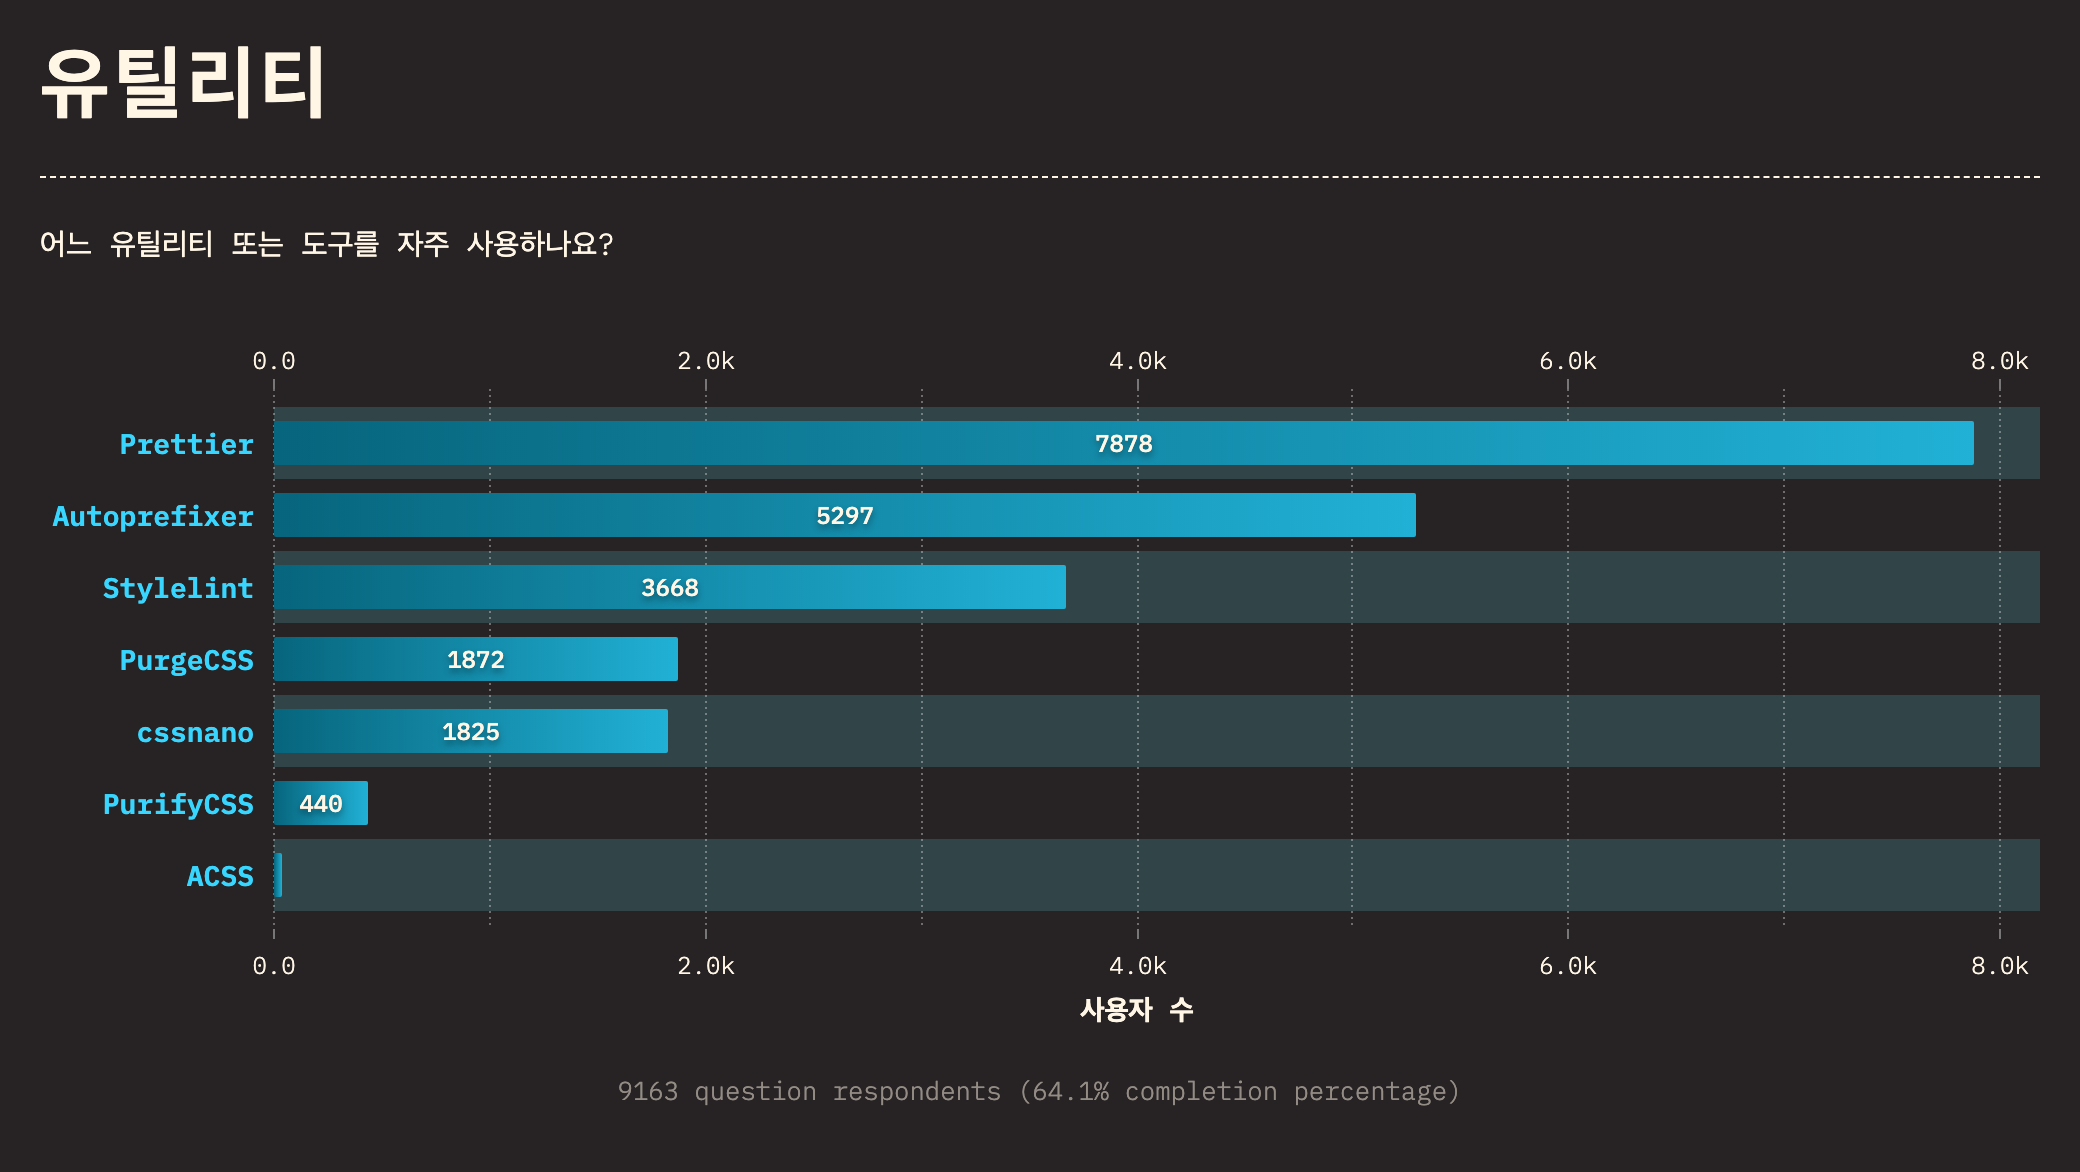 유틸리티
어느 유틸리티 또는 도구를 자주 사용하나요?
0.0 2.0k 4.0k 6.0k 8.0k
Prettier 7878
Autoprefixer 5297
Stylelint 3668
PurgeCSS 1872
cssnano 1825
PurifyCSS 440
ACSS
0.0 2.0k 4.0k 6.0k 8.0k
사용자 수
9163 question respondents (64.1% completion percentage)